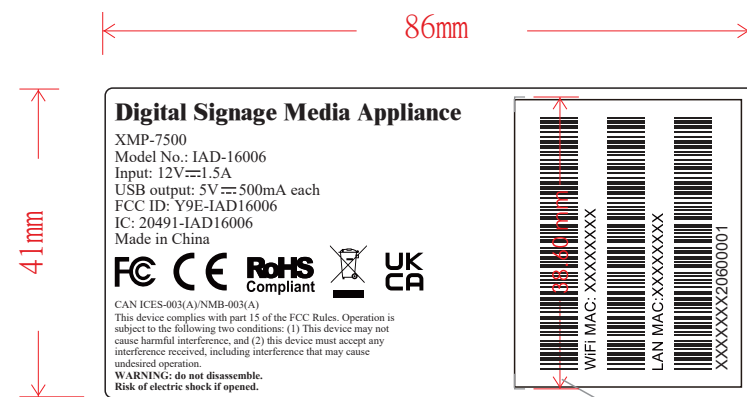 86mm
41mm
Digital Signage Media Appliance
XMP-7500
Model No.: IAD-16006
Input: 12V⎓1.5A
USB output: 5V⎓500mA each
FCC ID: Y9E-IAD16006
IC: 20491-IAD16006
Made in China
FC CE RoHS Compliant UK CA
CAN ICES-003(A)/NMB-003(A)
This device complies with part 15 of the FCC Rules. Operation is
subject to the following two conditions: (1) This device may not
cause harmful interference, and (2) this device must accept any
interference received, including interference that may cause
undesired operation.
WARNING: do not disassemble.
Risk of electric shock if opened.
38.60 mm
WiFi MAC: XXXXXXXX
LAN MAC:XXXXXXXX
XXXXXXX20600001